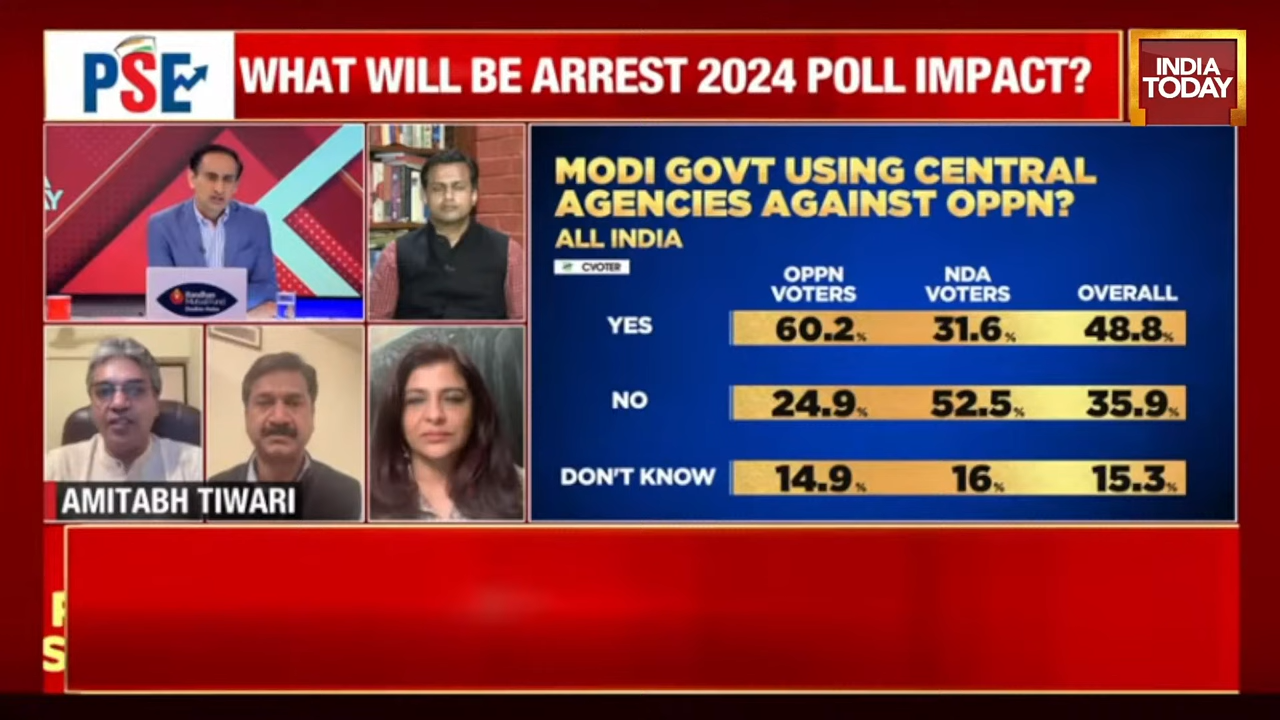 PSE
WHAT WILL BE ARREST 2024 POLL IMPACT?
INDIA
TODAY
MODI GOVT USING CENTRAL
AGENCIES AGAINST OPPN?
ALL INDIA
CVOTER
OPPN VOTERS NDA VOTERS OVERALL
YES 60.2% 31.6% 48.8%
NO 24.9% 52.5% 35.9%
DON'T KNOW 14.9% 16% 15.3%
AMITABH TIWARI